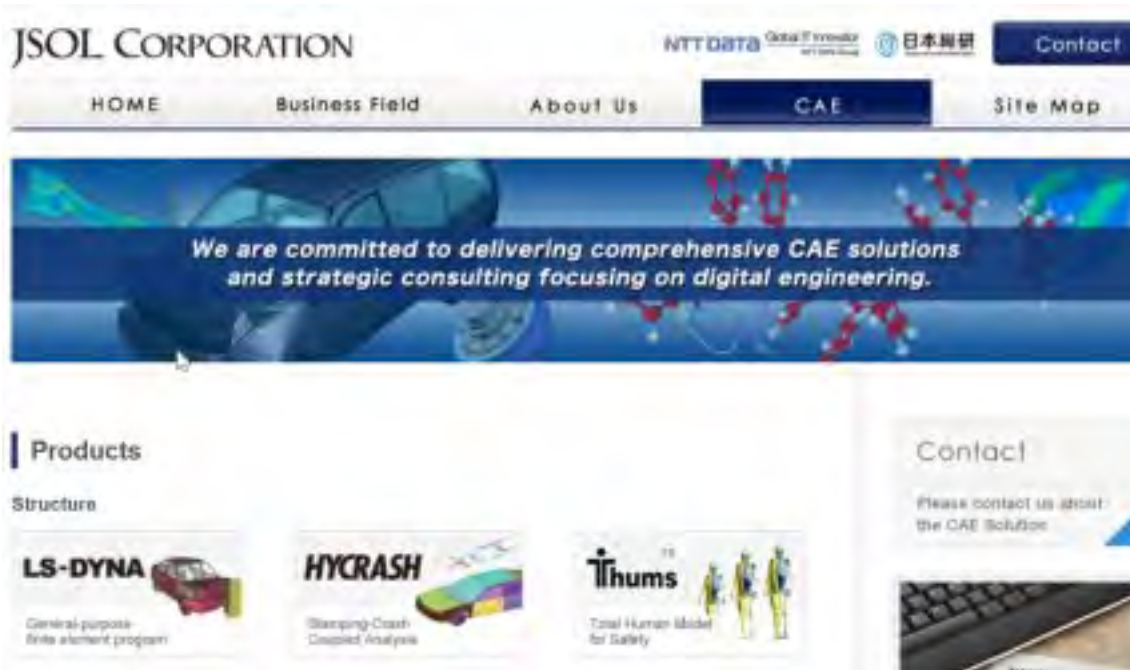 JSOL CORPORATION
NTT DATA Global IT Innovator
日本総研
Contact
HOME
Business Field
About Us
CAE
Site Map
We are committed to delivering comprehensive CAE solutions
and strategic consulting focusing on digital engineering.
Products
Structure
LS-DYNA
General-purpose
finite element program
HYCRASH
Stamping-Crash
Coupled Analysis
Thums
Total Human Model
for Safety
Contact
Please contact us about
the CAE Solution